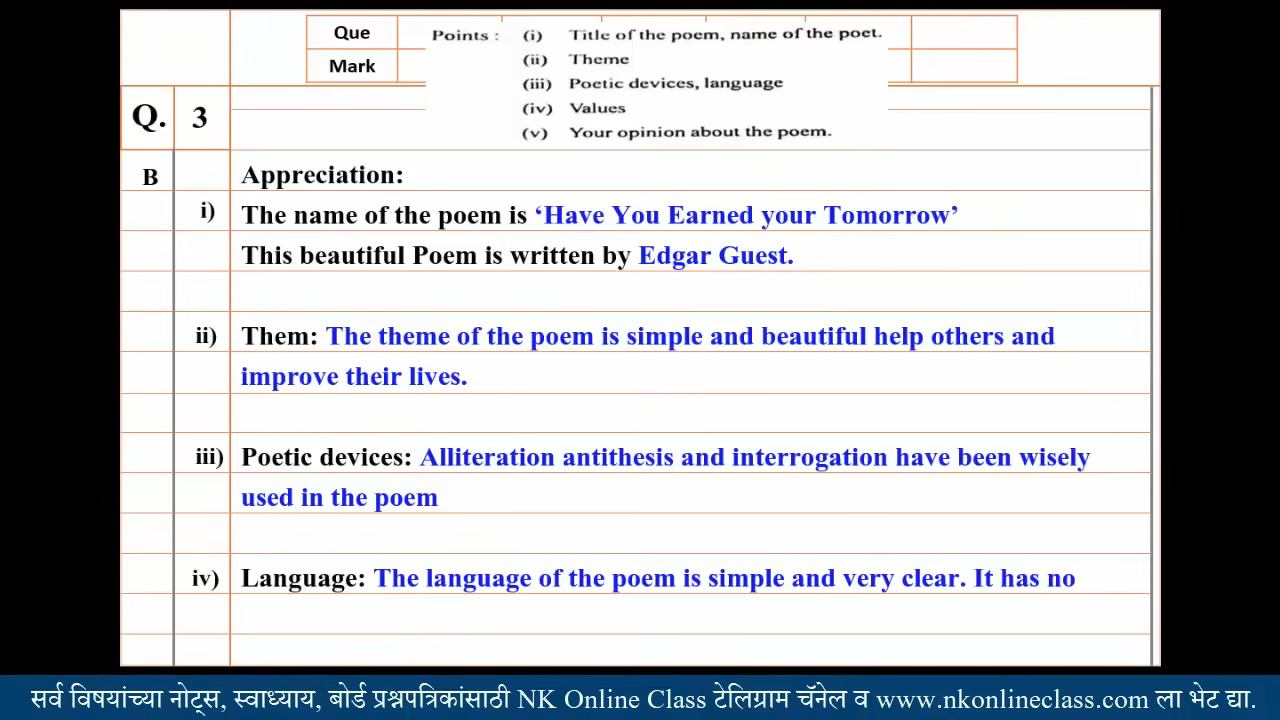 Que
Mark
Points : (i) Title of the poem, name of the poet.
(ii) Theme
(iii) Poetic devices, language
(iv) Values
(v) Your opinion about the poem.
Q. 3
B Appreciation:
i) The name of the poem is ‘Have You Earned your Tomorrow’
This beautiful Poem is written by Edgar Guest.
ii) Them: The theme of the poem is simple and beautiful help others and
improve their lives.
iii) Poetic devices: Alliteration antithesis and interrogation have been wisely
used in the poem
iv) Language: The language of the poem is simple and very clear. It has no
सर्व विषयांच्या नोट्स, स्वाध्याय, बोर्ड प्रश्नपत्रिकांसाठी NK Online Class टेलिग्राम चॅनेल व www.nkonlineclass.com ला भेट द्या.